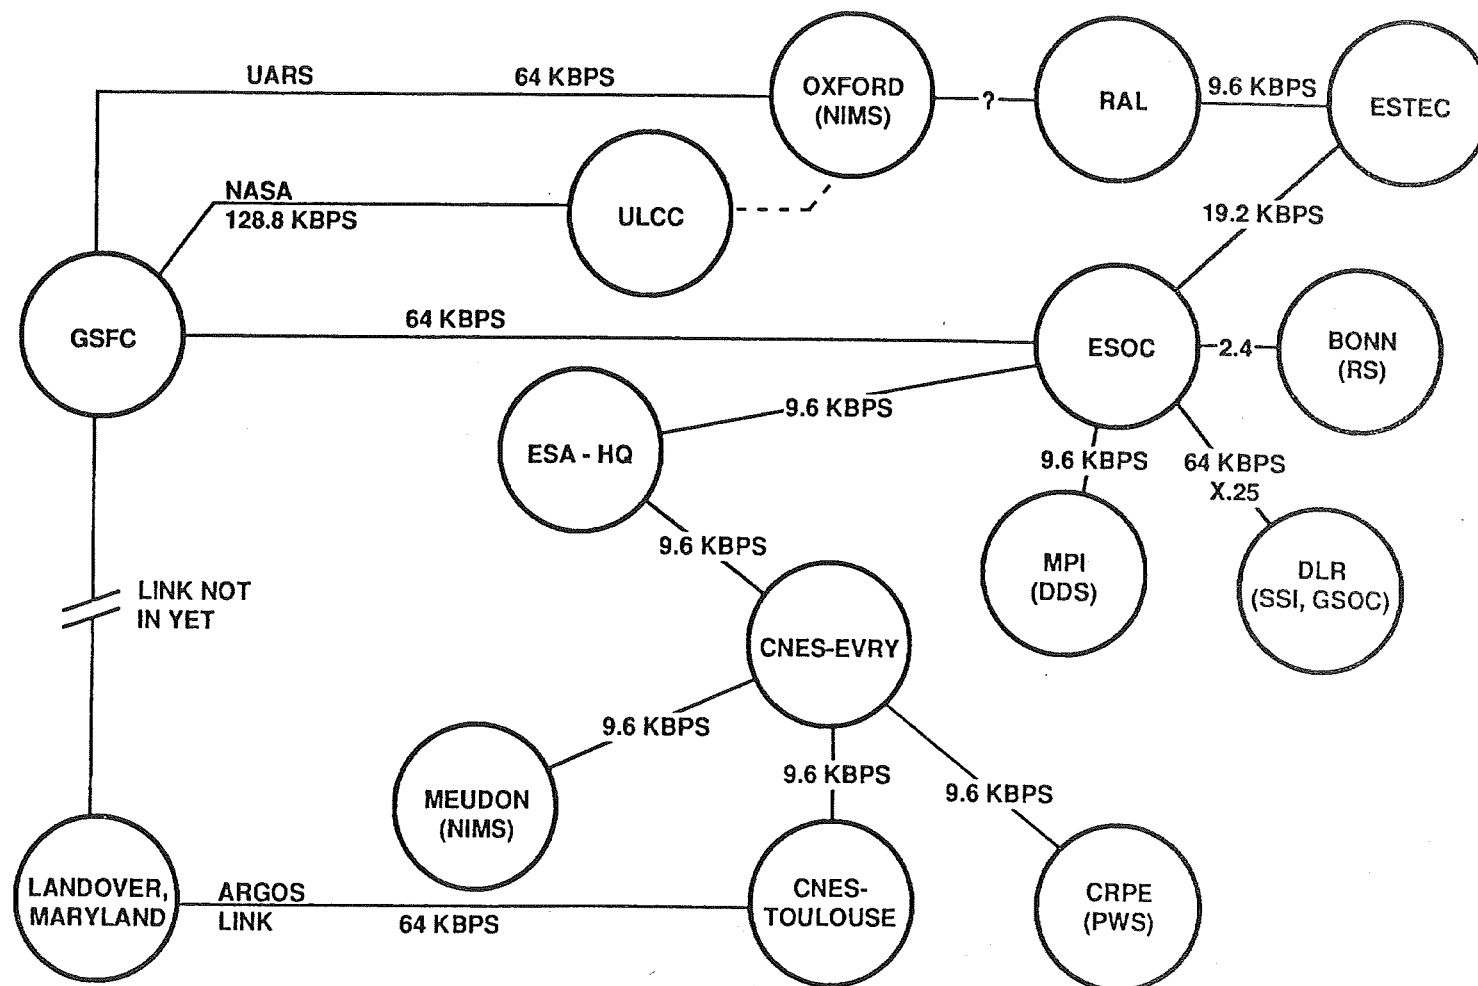 UARS
64 KBPS
OXFORD
(NIMS)
?
RAL
9.6 KBPS
ESTEC
NASA
128.8 KBPS
ULCC
19.2 KBPS
GSFC
64 KBPS
ESOC
2.4
BONN
(RS)
9.6 KBPS
ESA - HQ
9.6 KBPS
64 KBPS
X.25
9.6 KBPS
MPI
(DDS)
DLR
(SSI, GSOC)
LINK NOT
IN YET
CNES-EVRY
9.6 KBPS
9.6 KBPS
9.6 KBPS
MEUDON
(NIMS)
LANDOVER,
MARYLAND
ARGOS
LINK
64 KBPS
CNES-
TOULOUSE
CRPE
(PWS)